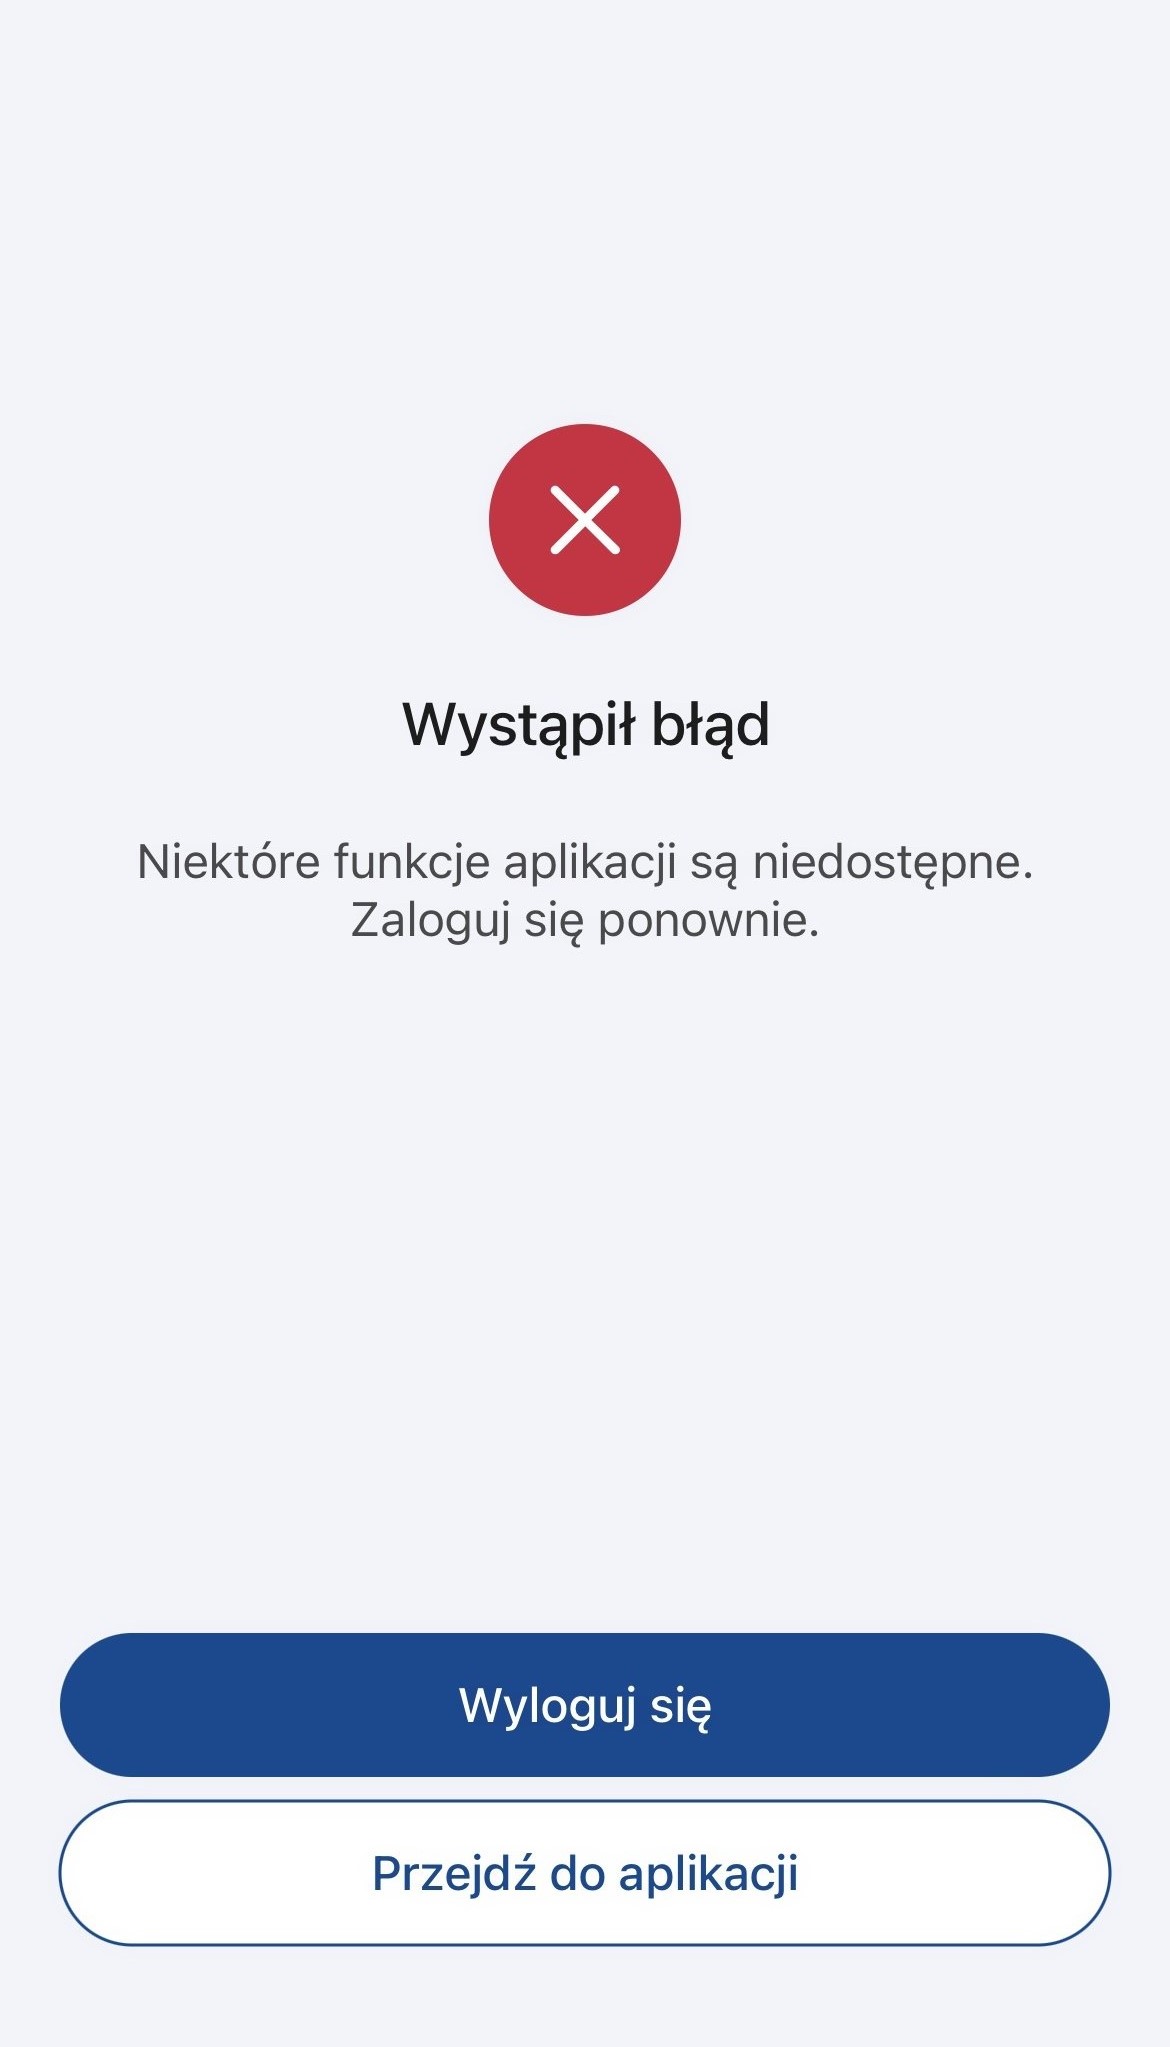 Wystąpił błąd
Niektóre funkcje aplikacji są niedostępne.
Zaloguj się ponownie.
Wyloguj się
Przejdź do aplikacji